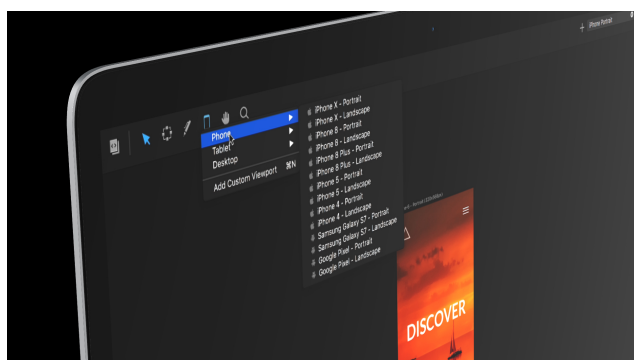 iPhone Portrait
Phone
Tablet
Desktop
Add Custom Viewport ⌘N
iPhone X - Portrait
iPhone X - Landscape
iPhone 8 - Portrait
iPhone 8 - Landscape
iPhone 8 Plus - Portrait
iPhone 8 Plus - Landscape
iPhone 5 - Portrait
iPhone 5 - Landscape
iPhone 4 - Portrait
iPhone 4 - Landscape
Samsung Galaxy S7 - Portrait
Samsung Galaxy S7 - Landscape
Google Pixel - Portrait
Google Pixel - Landscape
DISCOVER